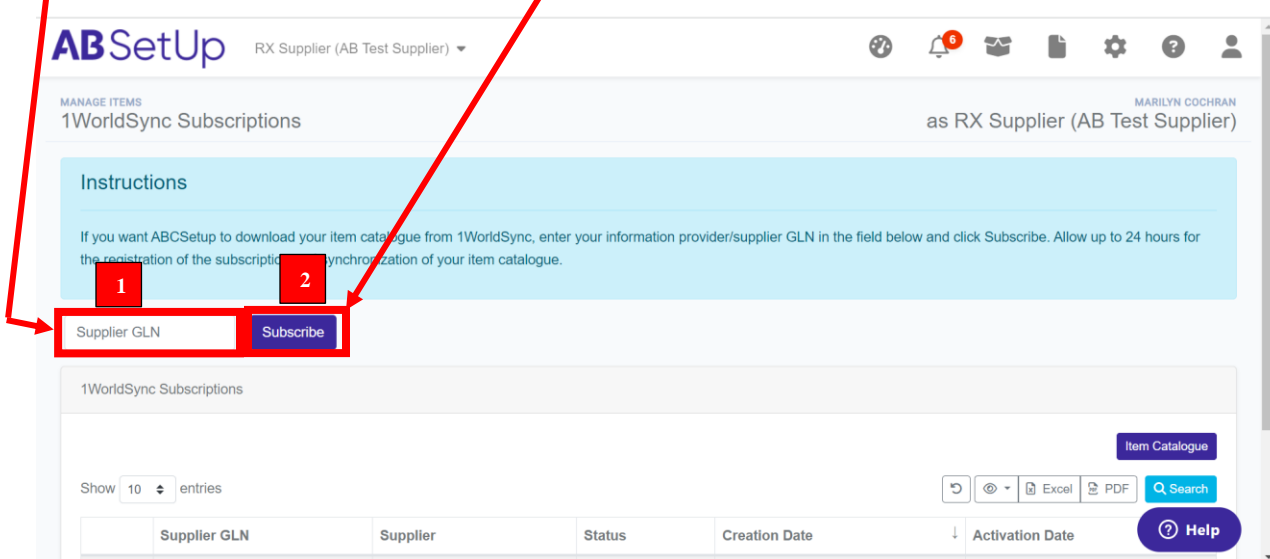 ABSetUp RX Supplier (AB Test Supplier) 6
MANAGE ITEMS MARILYN COCHRAN
1WorldSync Subscriptions as RX Supplier (AB Test Supplier)
Instructions
If you want ABCSetup to download your item catalogue from 1WorldSync, enter your information provider/supplier GLN in the field below and click Subscribe. Allow up to 24 hours for
the registration of the subscription synchronization of your item catalogue.
1 2
Supplier GLN Subscribe
1WorldSync Subscriptions
Item Catalogue
Show 10 entries Excel PDF Search
Supplier GLN Supplier Status Creation Date Activation Date
Help